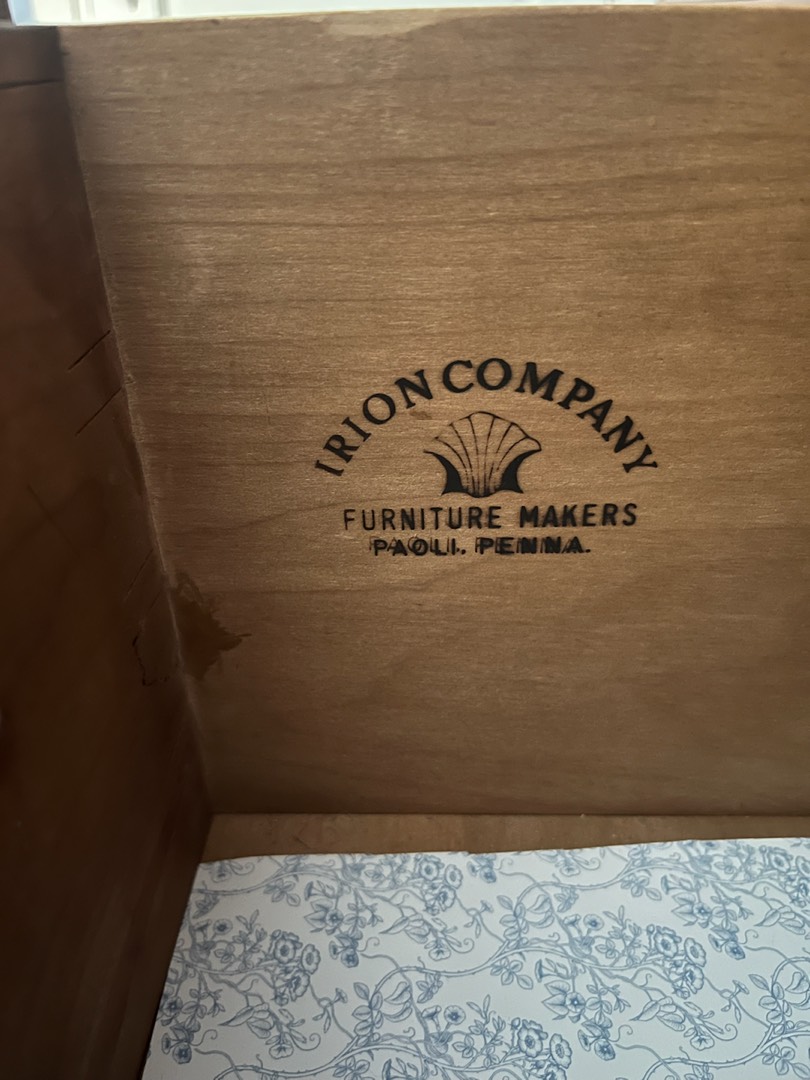 IRION COMPANY
FURNITURE MAKERS
PAOLI, PENNA.